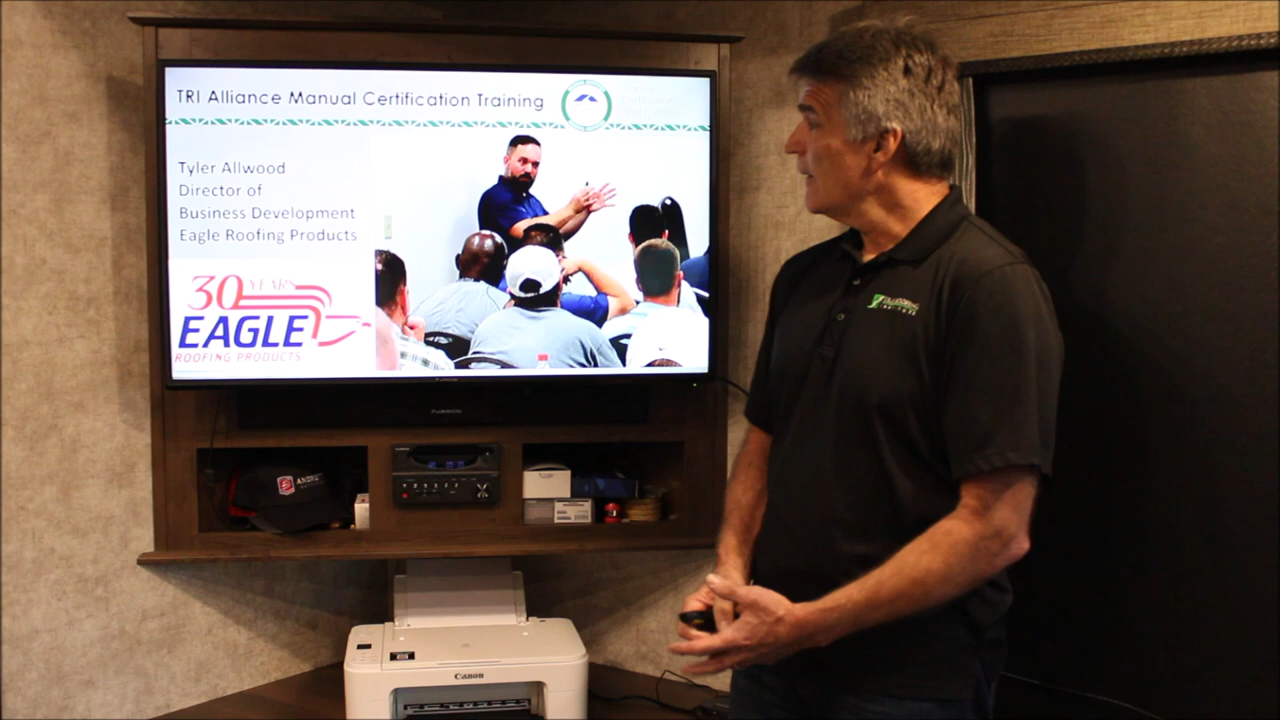 TRI Alliance Manual Certification Training
Tyler Allwood
Director of
Business Development
Eagle Roofing Products
30 YEARS
EAGLE
ROOFING PRODUCTS
FURRION
Canon